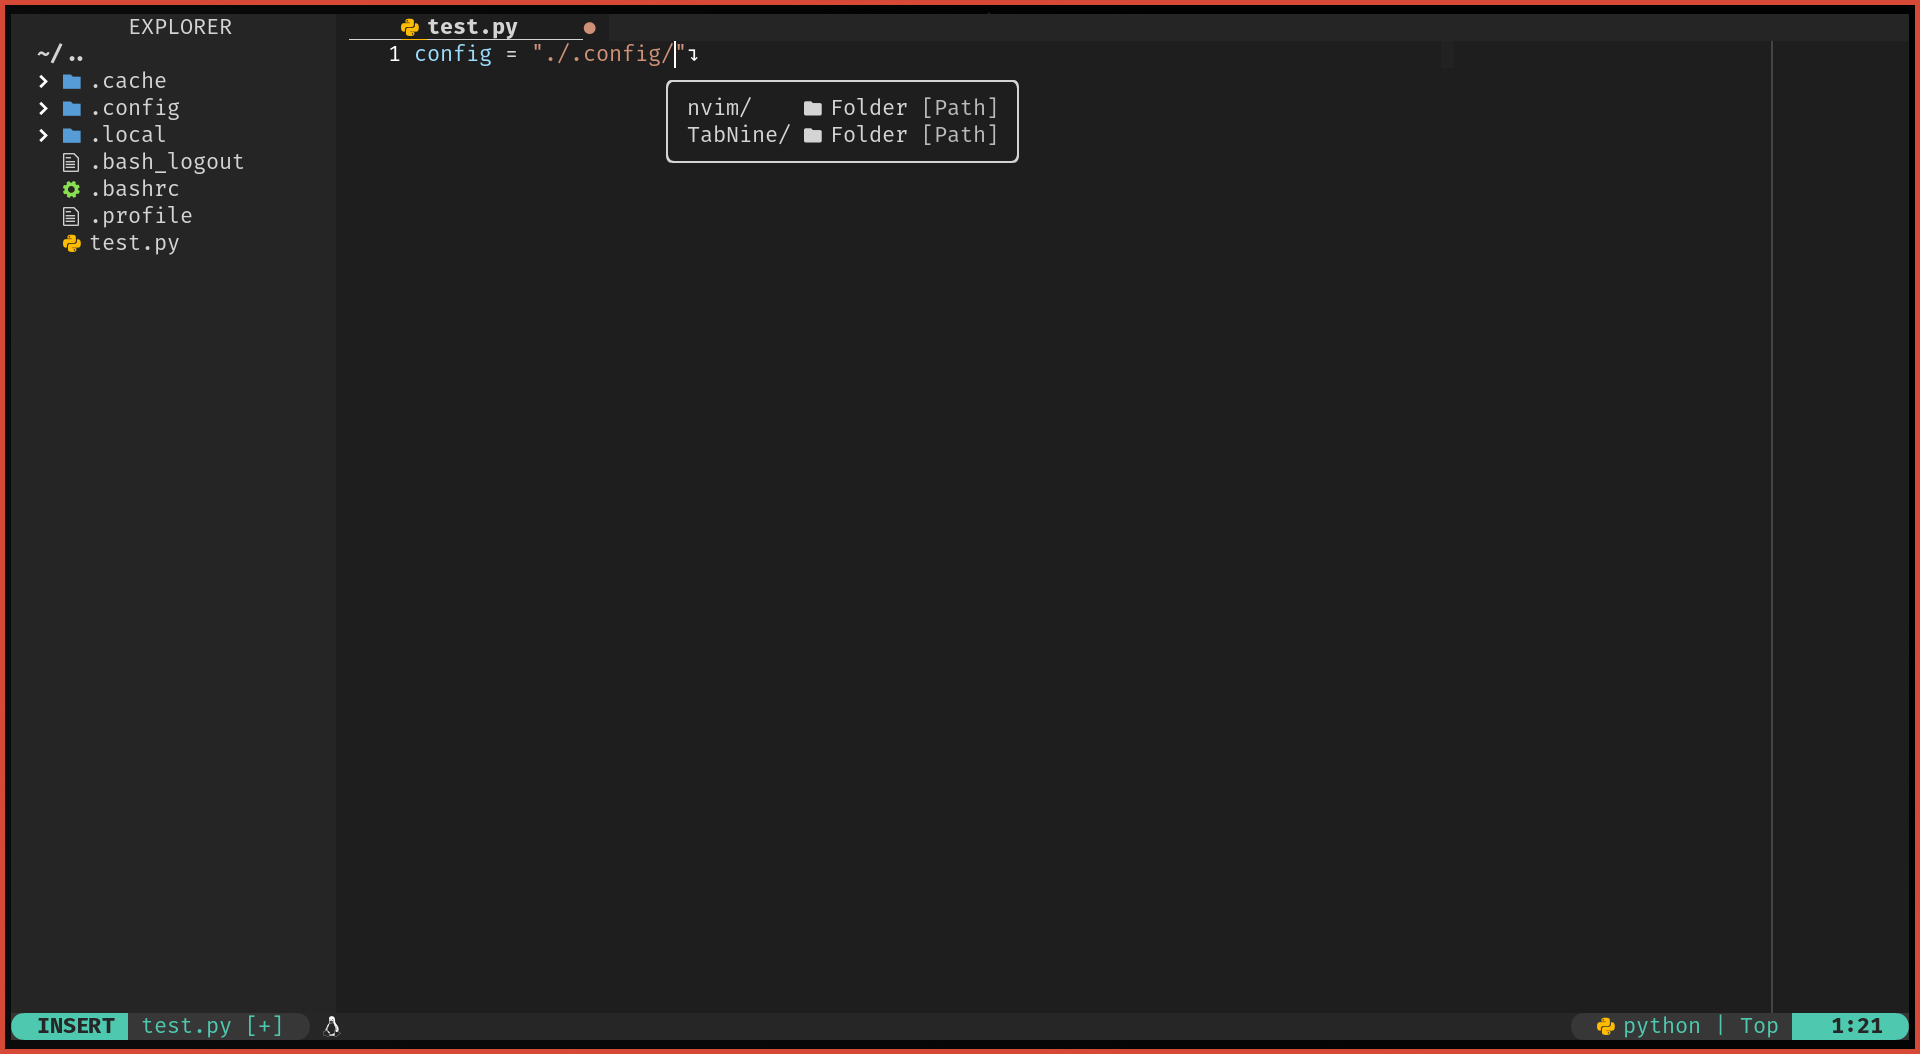 EXPLORER
test.py
~/..
.cache
.config
.local
.bash_logout
.bashrc
.profile
test.py
1 config = "./.config/"↴
nvim/ Folder [Path]
TabNine/ Folder [Path]
INSERT test.py [+]
python | Top 1:21